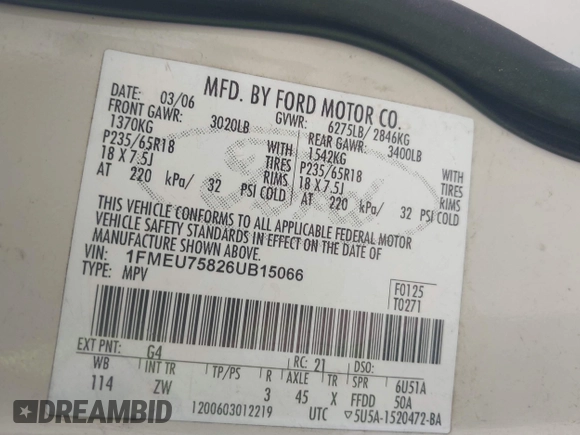 MFD. BY FORD MOTOR CO.
DATE: 03/06 GVWR: 6275LB/ 2846KG
FRONT GAWR: 3020LB REAR GAWR: 3400LB
1370KG WITH 1542KG WITH
P235/65R18 TIRES P235/65R18 TIRES
18 X 7.5J RIMS 18 X 7.5J RIMS
AT 220 kPa/ 32 PSI COLD AT 220 kPa/ 32 PSI COLD
THIS VEHICLE CONFORMS TO ALL APPLICABLE FEDERAL MOTOR
VEHICLE SAFETY STANDARDS IN EFFECT ON THE DATE OF
MANUFACTURE SHOWN ABOVE.
VIN: 1FMEU75826UB15066
TYPE: MPV
F0125
T0271
EXT PNT: G4 RC: 21 DSO:
WB INT TR TP/PS R AXLE TR SPR 6U51A
114 ZW 3 45 X FFDD 50A
1200603012219 UTC ▽5U5A-1520472-BA
Ford
DREAMBID